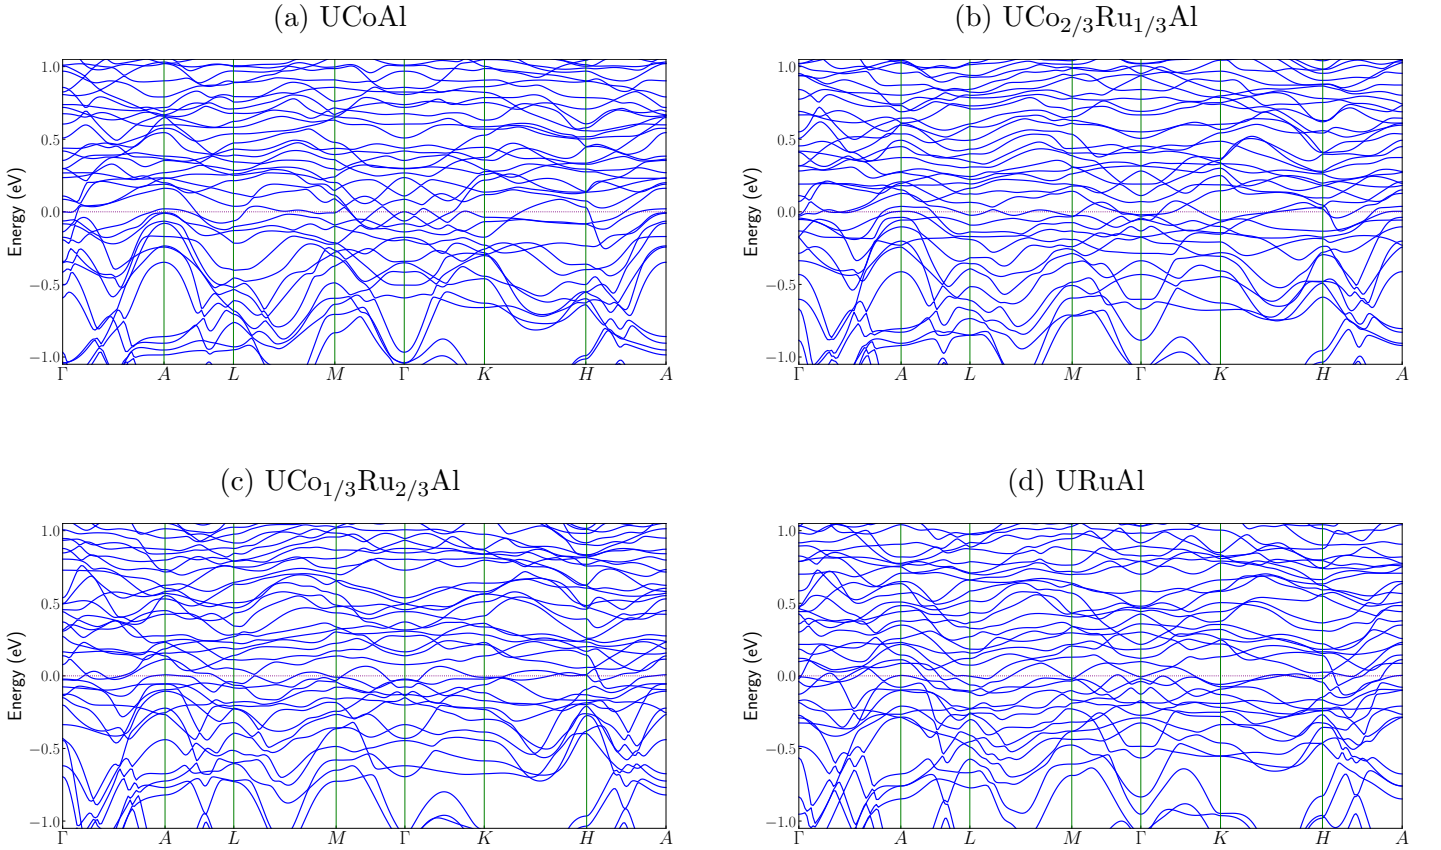 (a) UCoAl
(b) UCo2/3Ru1/3Al
1.0
0.5
0.0
−0.5
−1.0
Energy (eV)
Γ A L M Γ K H A
1.0
0.5
0.0
−0.5
−1.0
Energy (eV)
Γ A L M Γ K H A
(c) UCo1/3Ru2/3Al
(d) URuAl
1.0
0.5
0.0
−0.5
−1.0
Energy (eV)
Γ A L M Γ K H A
1.0
0.5
0.0
−0.5
−1.0
Energy (eV)
Γ A L M Γ K H A